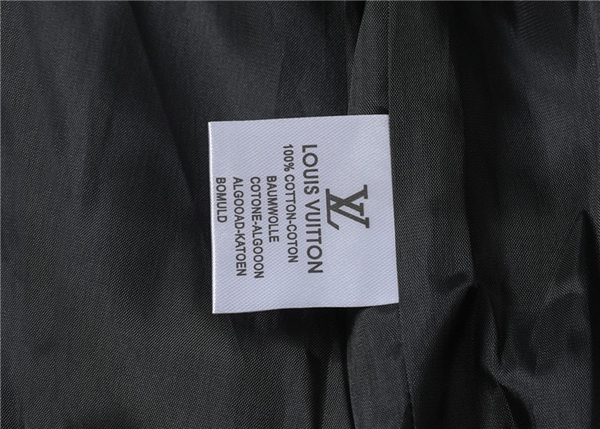 LV
LOUIS VUITTON
100% COTTON-COTON
BAUMWOLLE
COTONE-ALGOOON
ALGOOAD-KATOEN
BOMULD